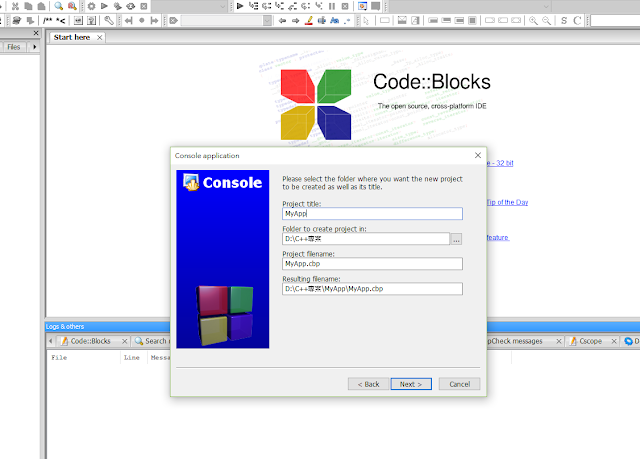 Files
Start here
Code::Blocks
The open source, cross-platform IDE
- 32 bit
Tip of the Day
feature
Console application
Console
Please select the folder where you want the new project
to be created as well as its title.
Project title:
MyApp
Folder to create project in:
D:\C++專案
...
Project filename:
MyApp.cbp
Resulting filename:
D:\C++專案\MyApp\MyApp.cbp
< Back
Next >
Cancel
Logs & others
Code::Blocks
Search
Check messages
Cscope
File
Line
Messa